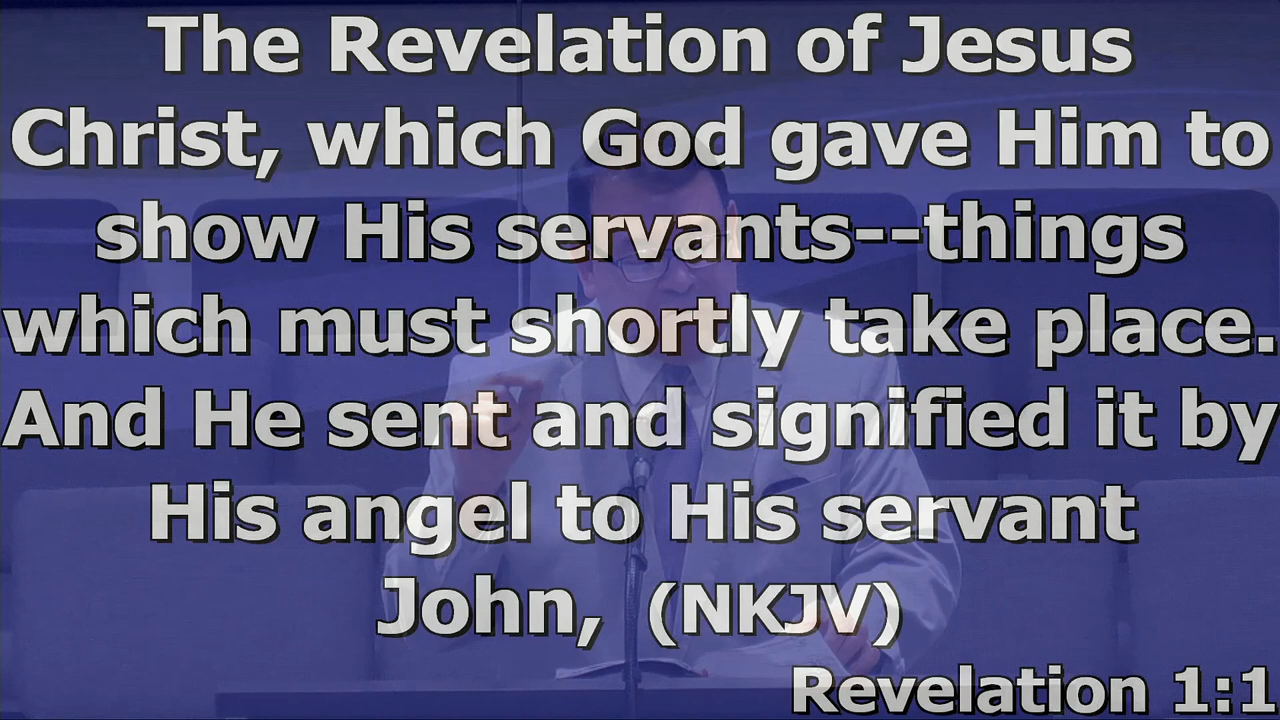 The Revelation of Jesus
Christ, which God gave Him to
show His servants--things
which must shortly take place.
And He sent and signified it by
His angel to His servant
John, (NKJV)
Revelation 1:1